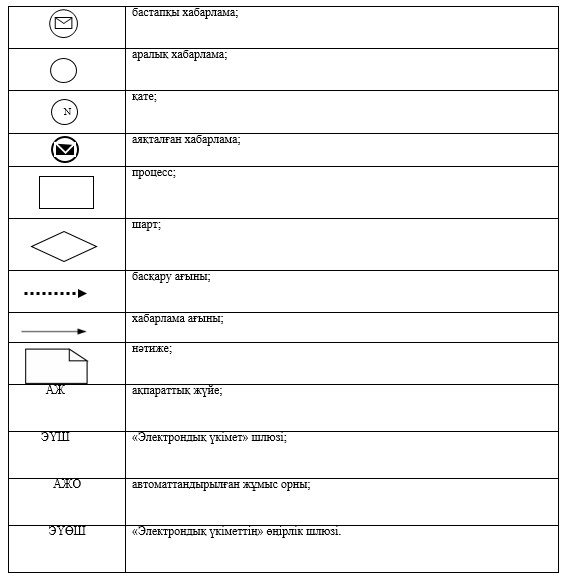 бастапқы хабарлама;
аралық хабарлама;
N
қате;
аяқталған хабарлама;
процесс;
шарт;
басқару ағыны;
хабарлама ағыны;
нәтиже;
АЖ ақпараттық жүйе;
ЭҮШ «Электрондық үкімет» шлюзі;
АЖО автоматтандырылған жұмыс орны;
ЭҮӨШ «Электрондық үкіметтің» өңірлік шлюзі.